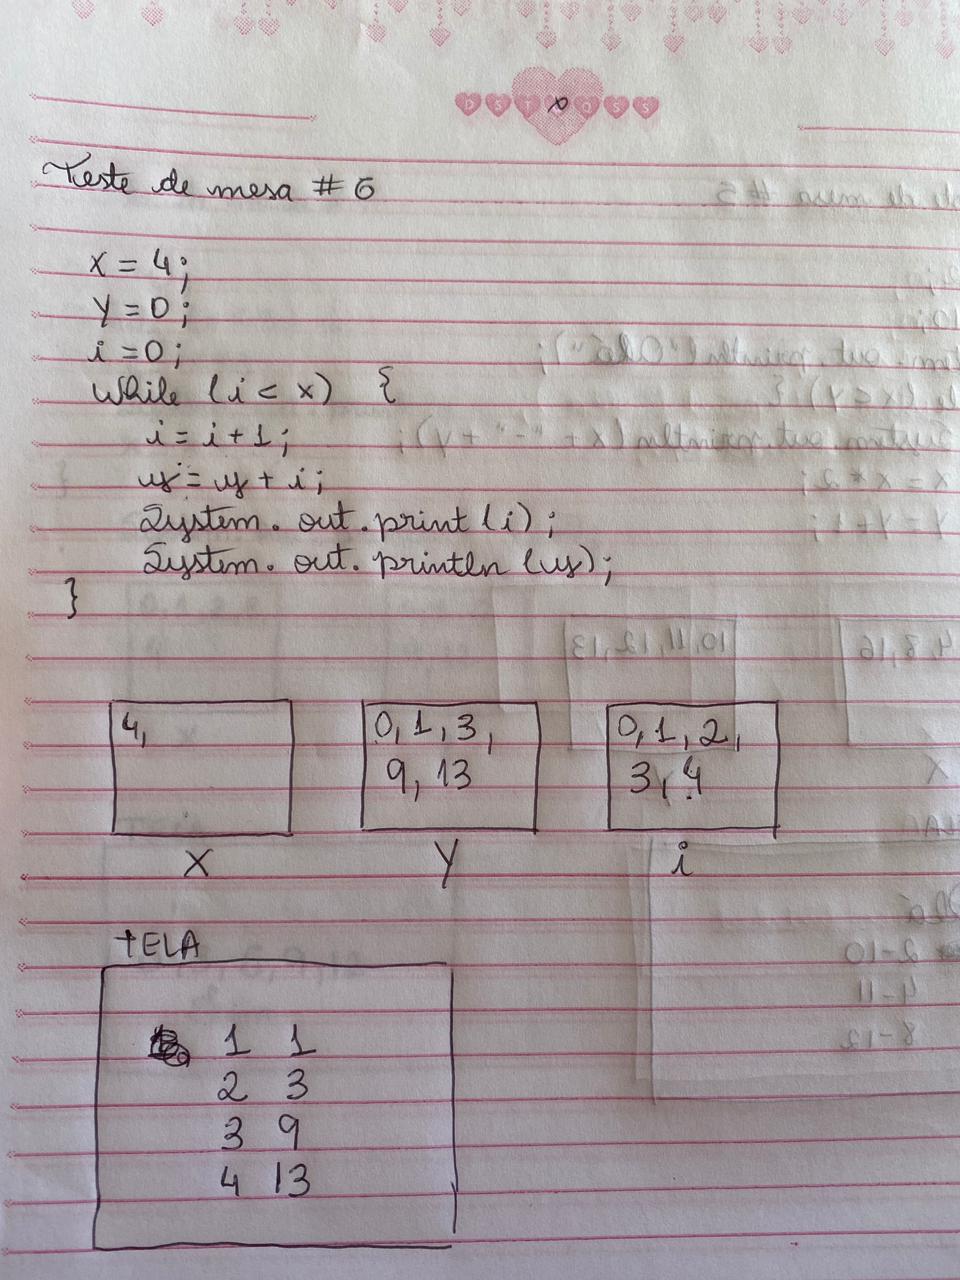 Teste de mesa # 6
x = 4;
y = 0;
i = 0;
while (i < x) {
i = i + 1;
y = y + i;
System. out. print (i);
System. out. println (y);
}
4,
0, 1, 3,
9, 13
0, 1, 2,
3, 4
X
Y
i
TELA
1 1
2 3
3 9
4 13